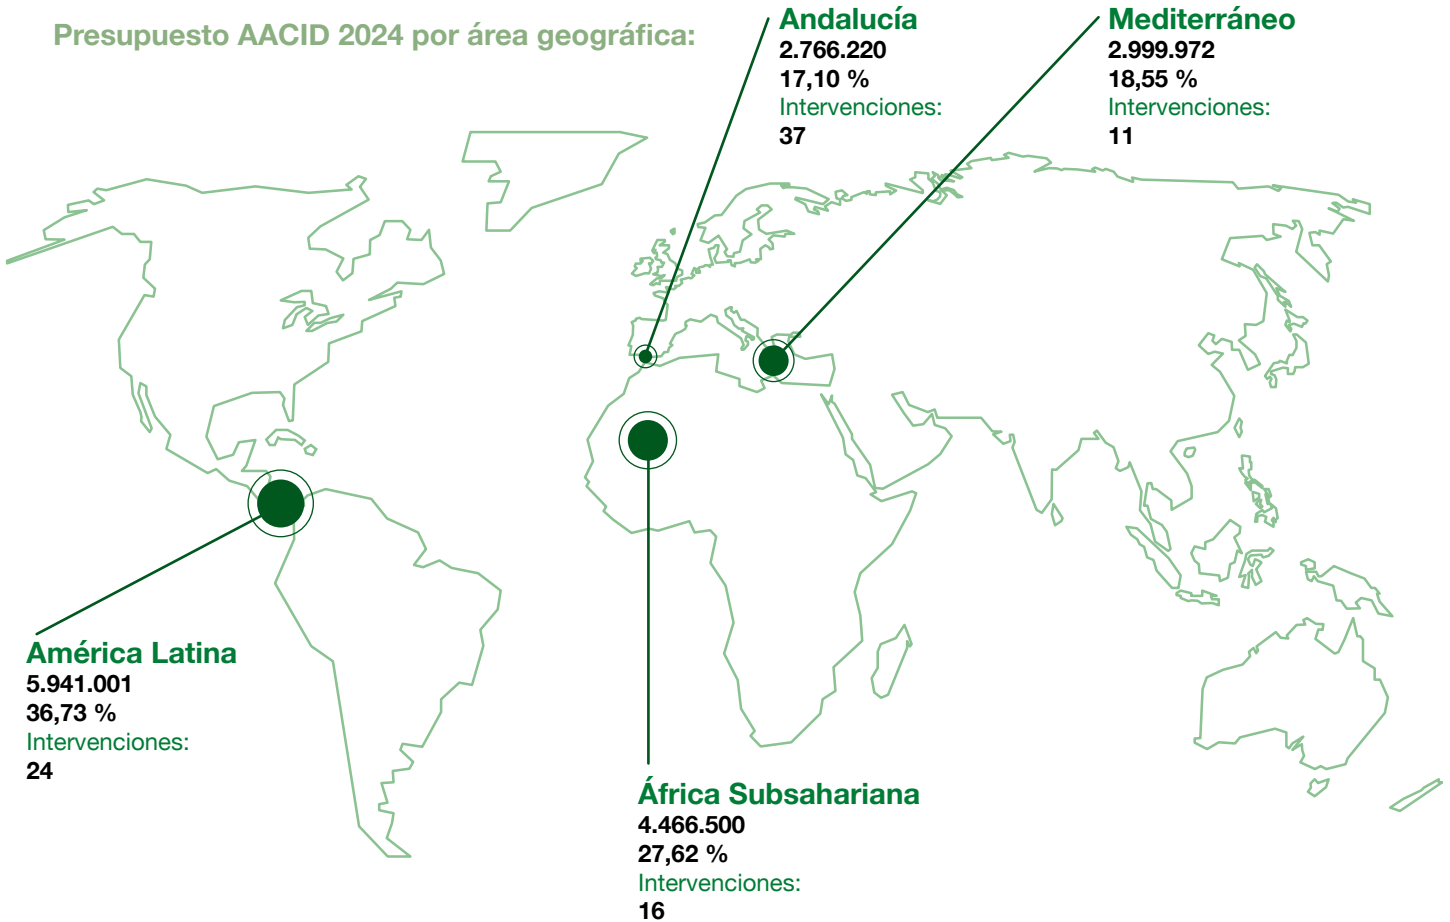 Presupuesto AACID 2024 por área geográfica:
Andalucía
2.766.220
17,10 %
Intervenciones:
37
Mediterráneo
2.999.972
18,55 %
Intervenciones:
11
América Latina
5.941.001
36,73 %
Intervenciones:
24
África Subsahariana
4.466.500
27,62 %
Intervenciones:
16